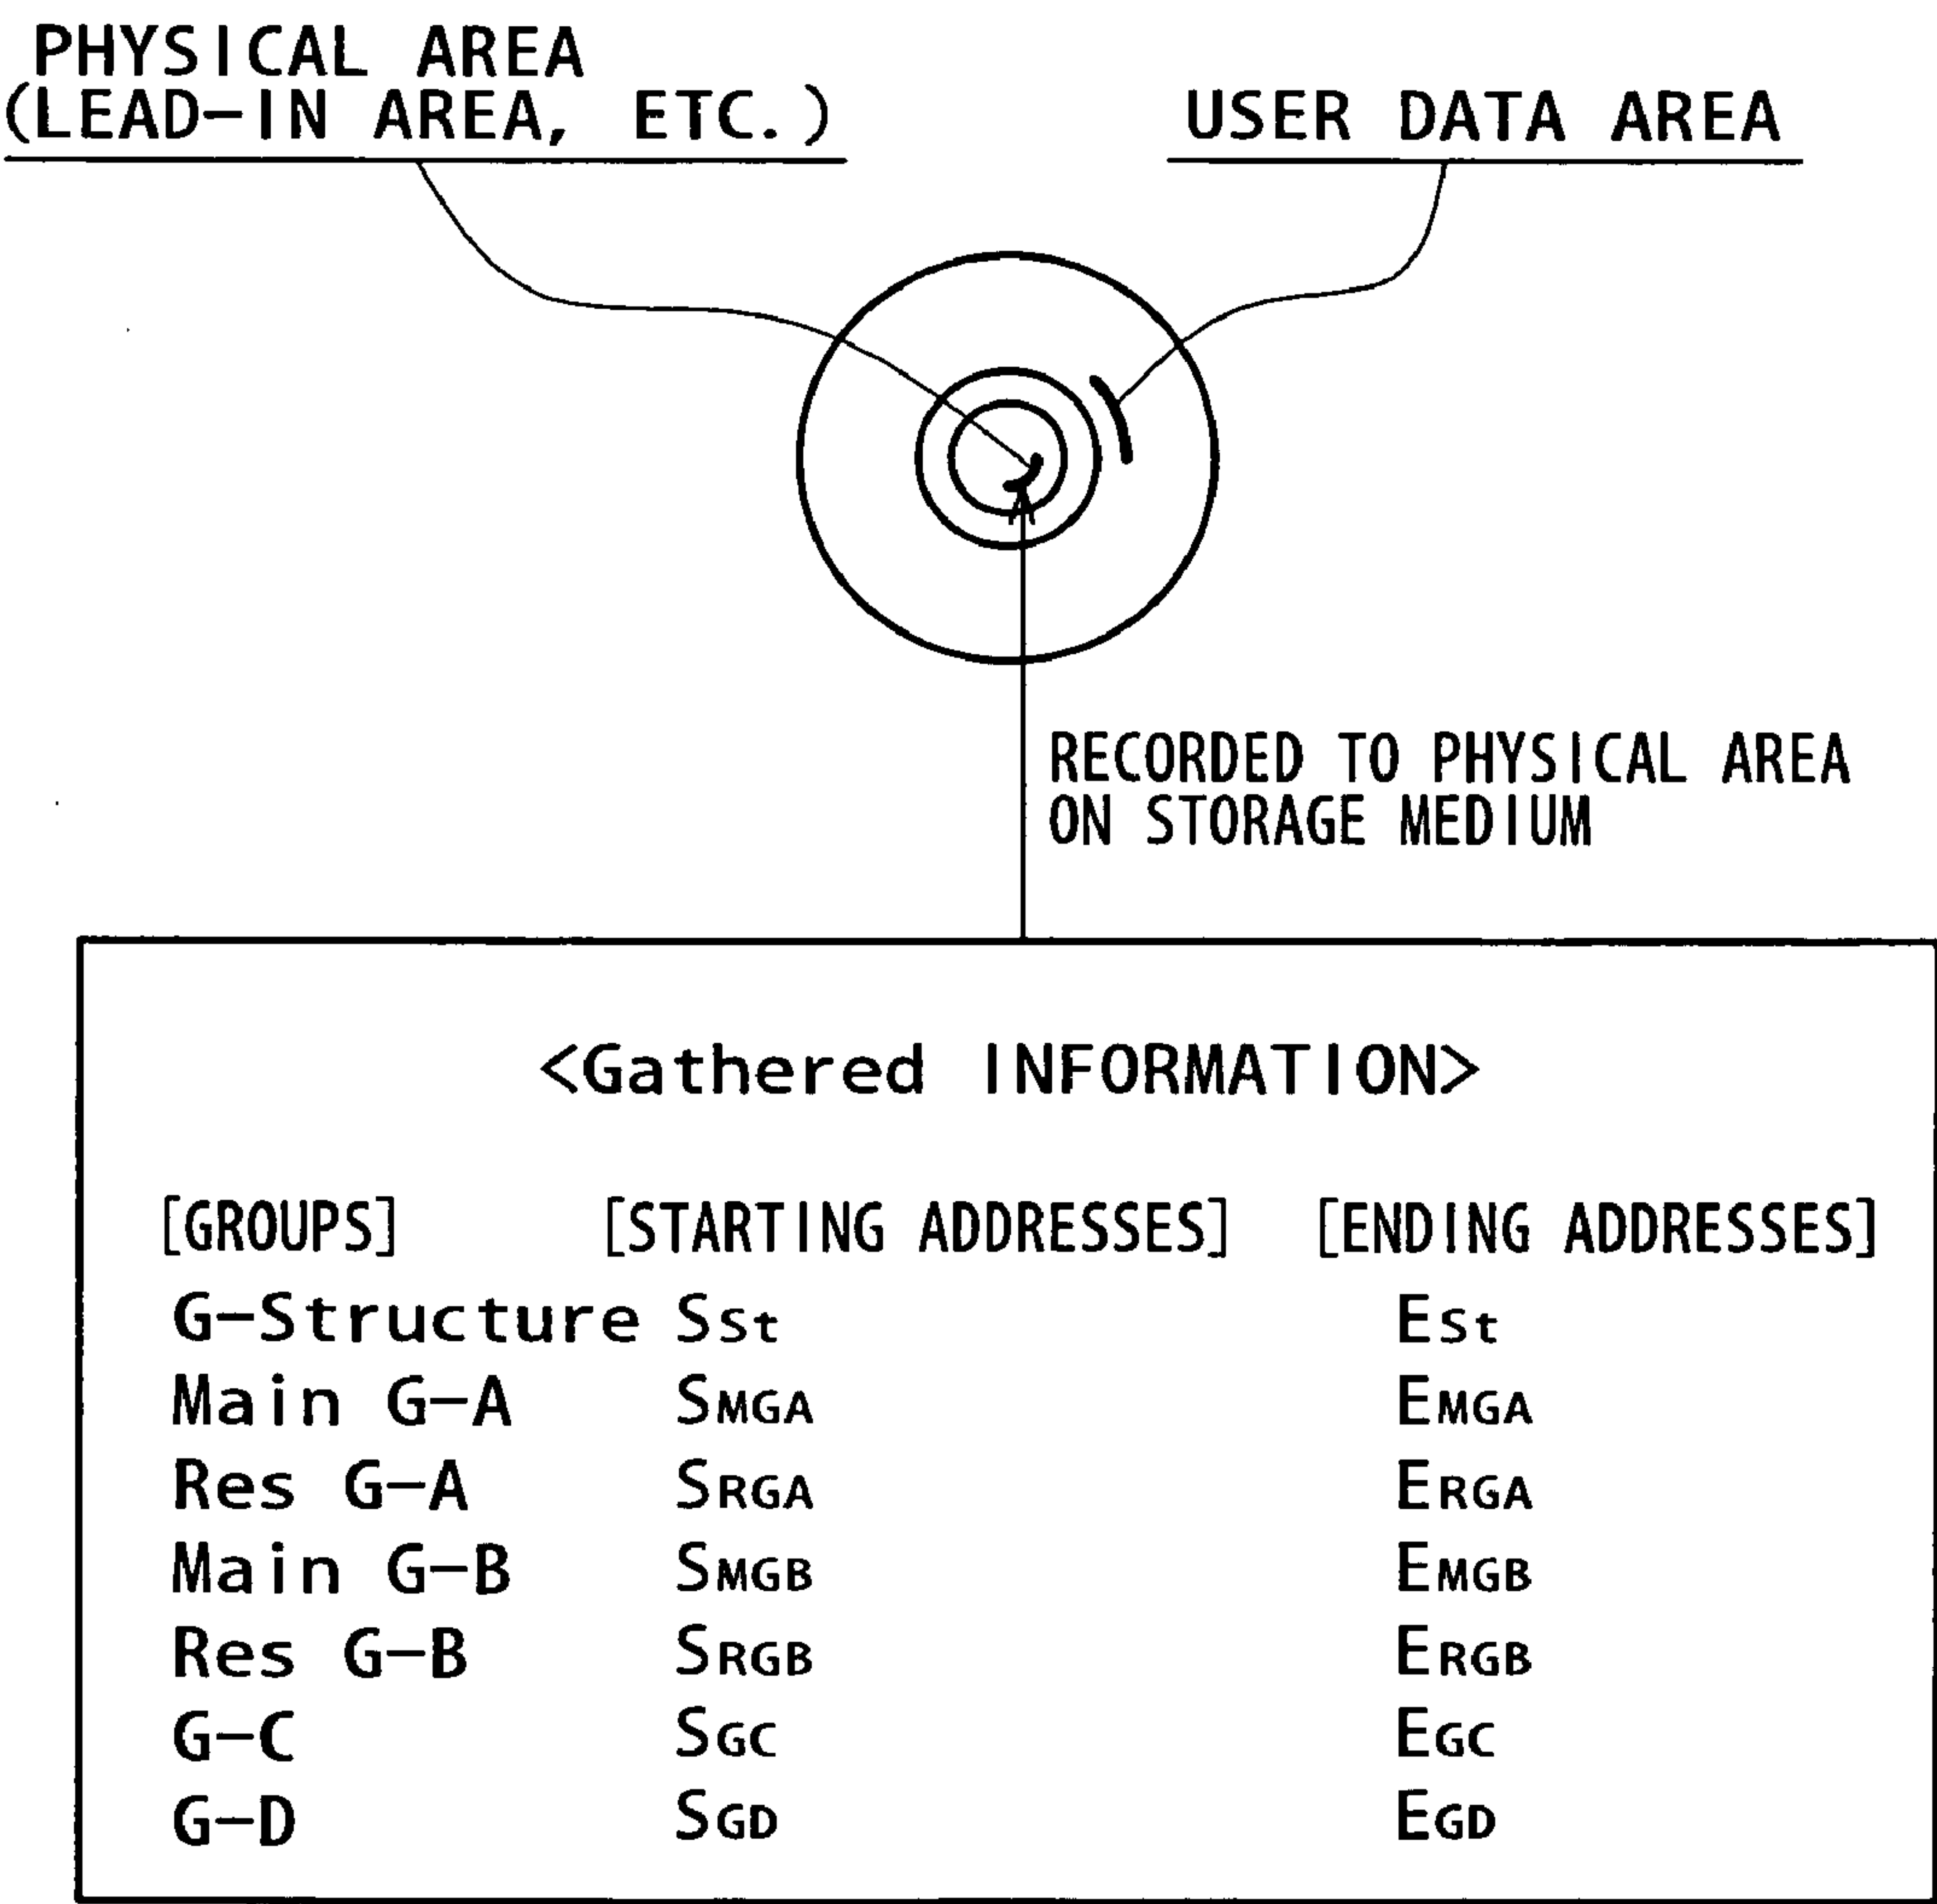 PHYSICAL AREA
(LEAD-IN AREA, ETC.)
USER DATA AREA
RECORDED TO PHYSICAL AREA
ON STORAGE MEDIUM
<Gathered INFORMATION>
[GROUPS] [STARTING ADDRESSES] [ENDING ADDRESSES]
G-Structure SSt ESt
Main G-A SMGA EMGA
Res G-A SRGA ERGA
Main G-B SMGB EMGB
Res G-B SRGB ERGB
G-C SGC EGC
G-D SGD EGD